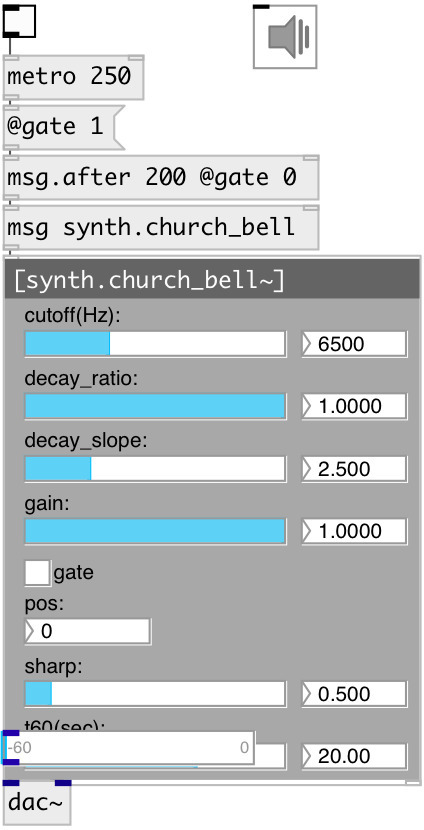 metro 250
@gate 1
msg.after 200 @gate 0
msg synth.church_bell
[synth.church_bell~]
cutoff(Hz):
6500
decay_ratio:
1.0000
decay_slope:
2.500
gain:
1.0000
gate
pos:
0
sharp:
0.500
t60(sec):
-60 0
20.00
dac~